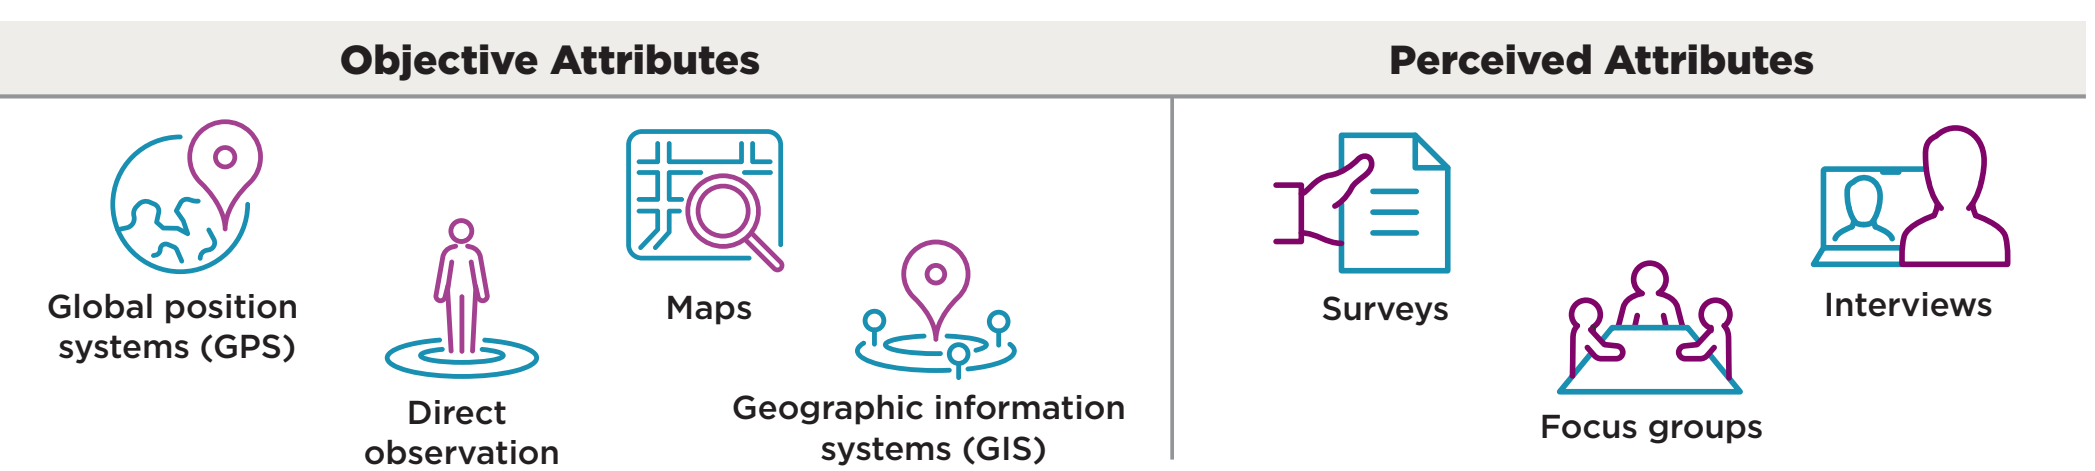 Objective Attributes
Perceived Attributes
Global position
systems (GPS)
Direct
observation
Maps
Geographic information
systems (GIS)
Surveys
Focus groups
Interviews